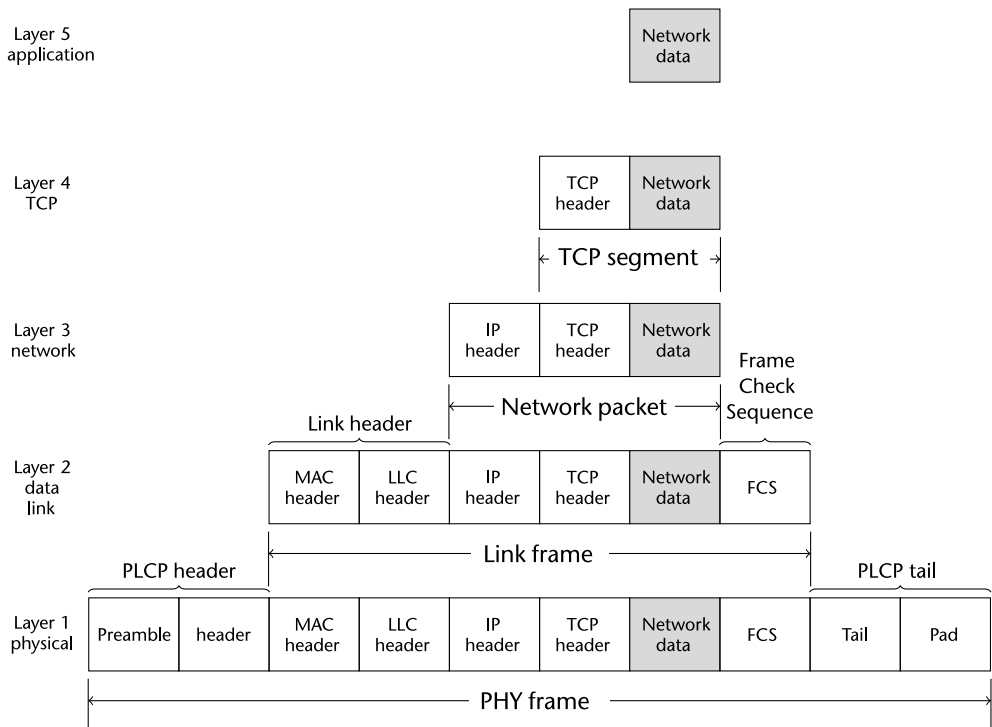 Layer 5
application
Network
data
Layer 4
TCP
TCP
header
Network
data
TCP segment
Layer 3
network
IP
header
TCP
header
Network
data
Frame
Check
Sequence
Network packet
Link header
Layer 2
data
link
MAC
header
LLC
header
IP
header
TCP
header
Network
data
FCS
Link frame
PLCP header
PLCP tail
Layer 1
physical
Preamble
header
MAC
header
LLC
header
IP
header
TCP
header
Network
data
FCS
Tail
Pad
PHY frame